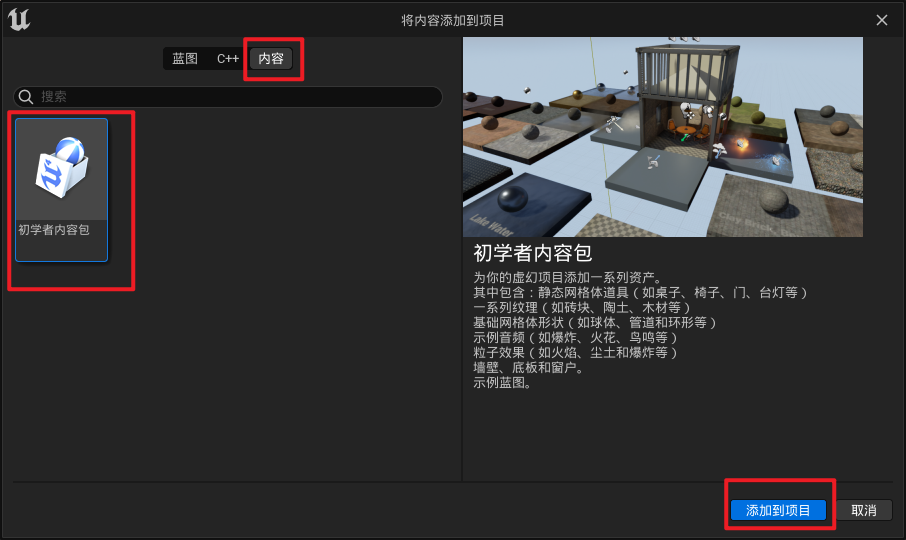 将内容添加到项目
蓝图 C++ 内容
搜索
初学者内容包
Lake Water
初学者内容包
为你的虚幻项目添加一系列资产。
其中包含：静态网格体道具（如桌子、椅子、门、台灯等）
一系列纹理（如砖块、陶土、木材等）
基础网格体形状（如球体、管道和环形等）
示例音频（如爆炸、火花、鸟鸣等）
粒子效果（如火焰、尘土和爆炸等）
墙壁、底板和窗户。
示例蓝图。
添加到项目 取消